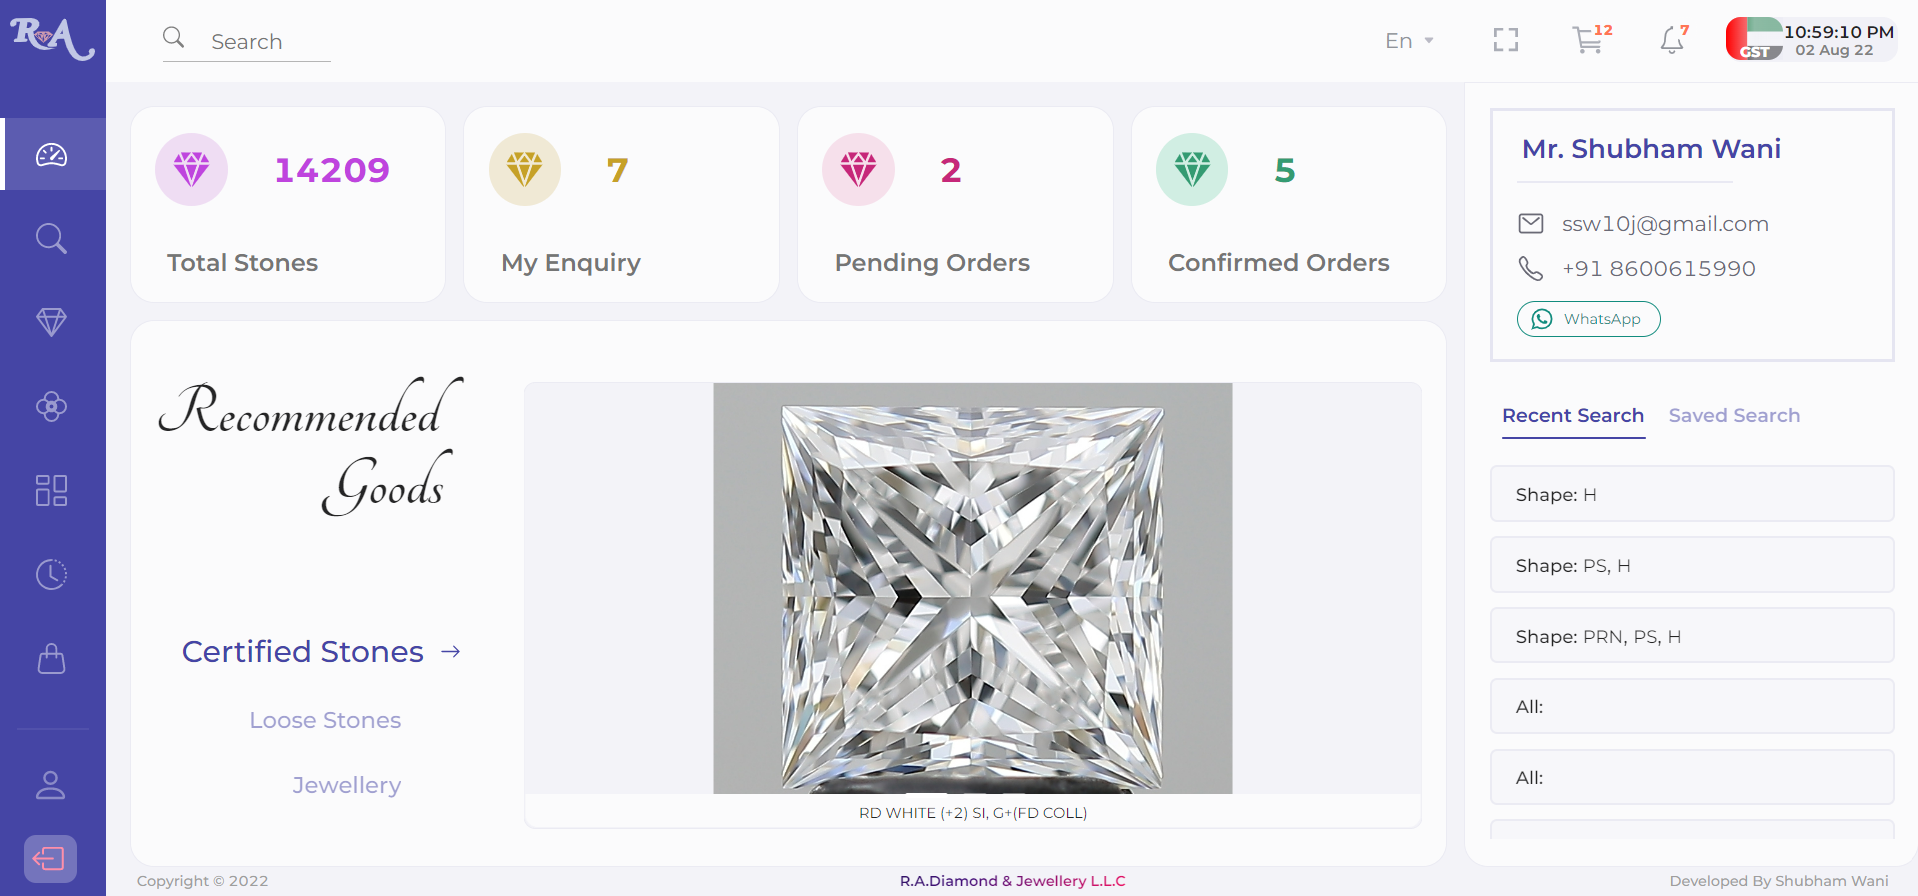 RA
Search
En
12
7
GST
10:59:10 PM
02 Aug 22
14209
Total Stones
7
My Enquiry
2
Pending Orders
5
Confirmed Orders
Mr. Shubham Wani
ssw10j@gmail.com
+91 8600615990
WhatsApp
Recommended
Goods
Certified Stones →
Loose Stones
Jewellery
RD WHITE (+2) SI, G+(FD COLL)
Recent Search Saved Search
Shape: H
Shape: PS, H
Shape: PRN, PS, H
All:
All:
Copyright © 2022
R.A.Diamond & Jewellery L.L.C
Developed By Shubham Wani